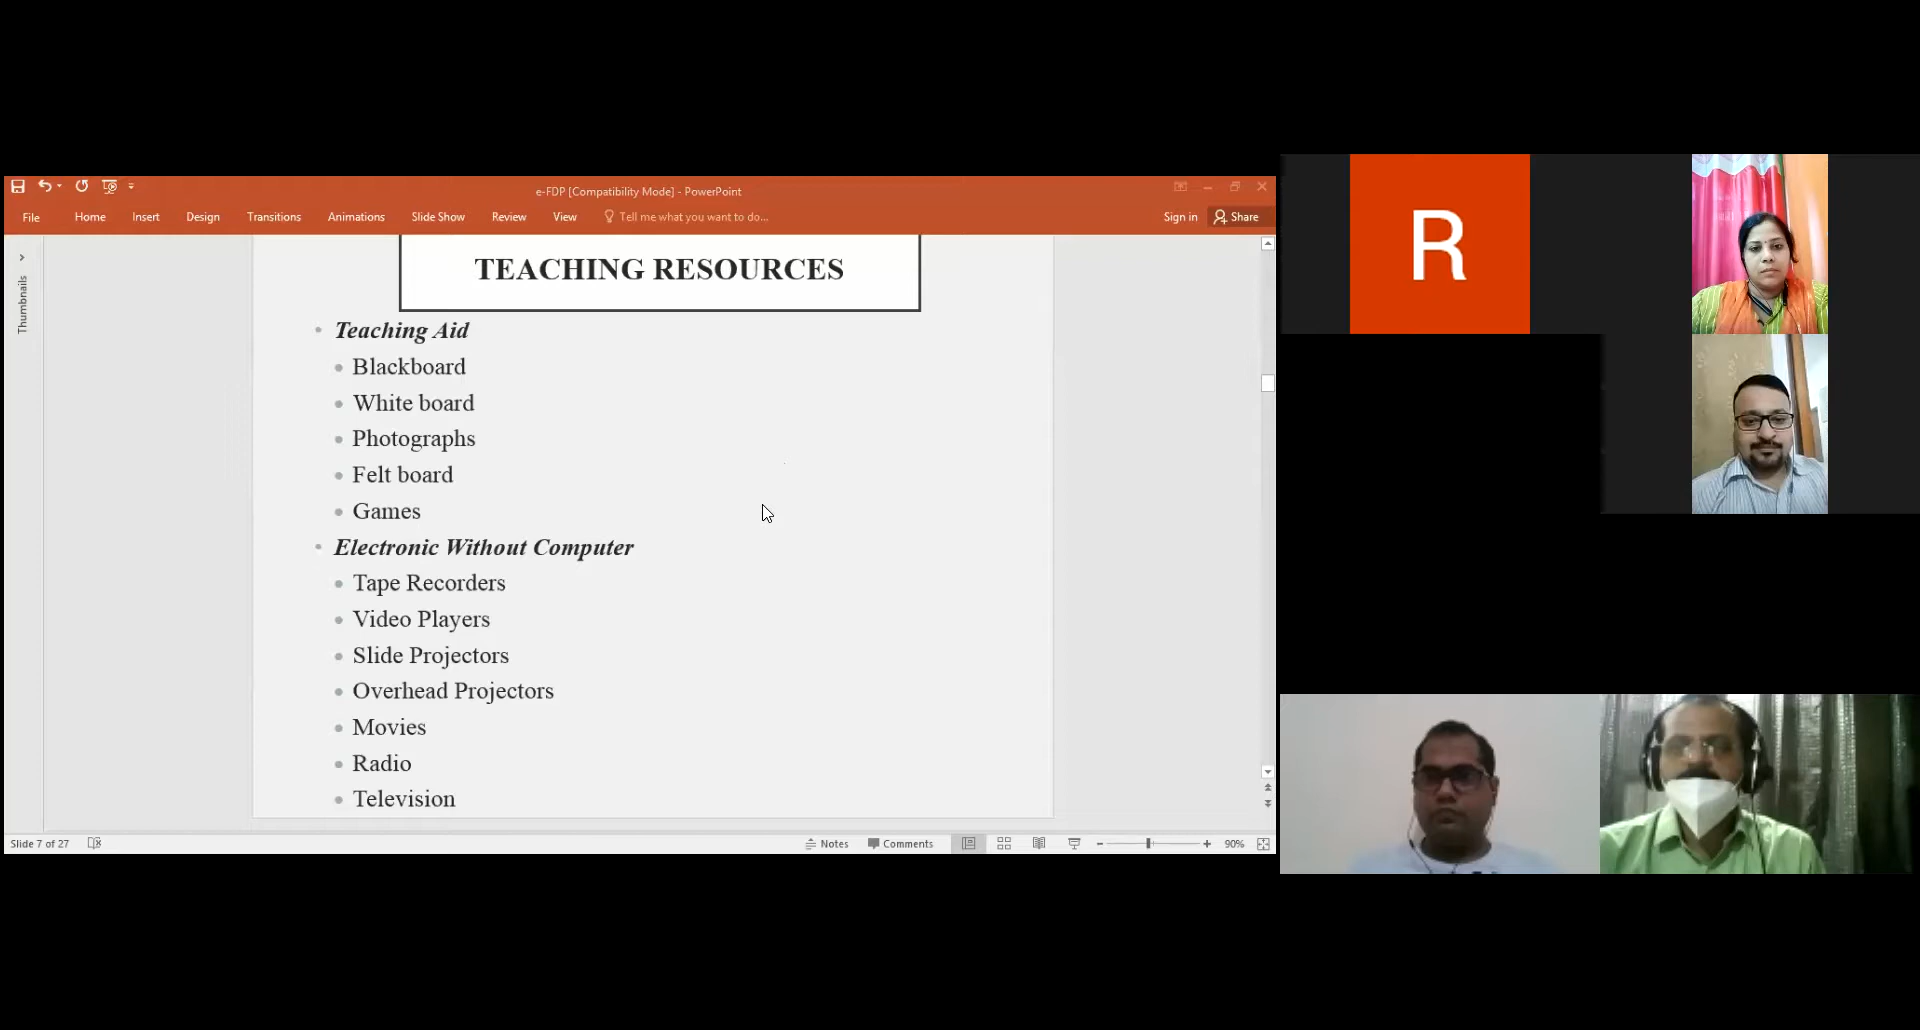 e-FDP [Compatibility Mode] - PowerPoint
File Home Insert Design Transitions Animations Slide Show Review View Tell me what you want to do... Sign in Share
Thumbnails
TEACHING RESOURCES
Teaching Aid
Blackboard
White board
Photographs
Felt board
Games
Electronic Without Computer
Tape Recorders
Video Players
Slide Projectors
Overhead Projectors
Movies
Radio
Television
Slide 7 of 27 Notes Comments 90%
R